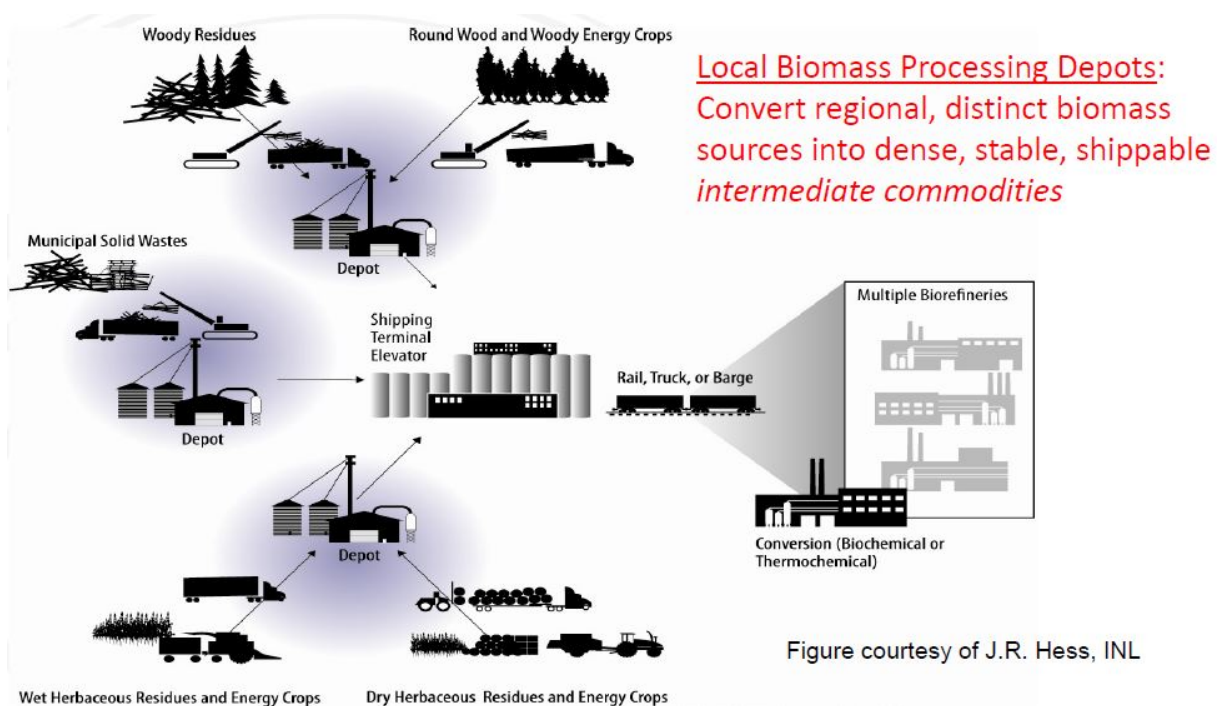 Woody Residues
Round Wood and Woody Energy Crops
Local Biomass Processing Depots:
Convert regional, distinct biomass
sources into dense, stable, shippable
intermediate commodities
Depot
Municipal Solid Wastes
Depot
Shipping
Terminal
Elevator
Rail, Truck, or Barge
Multiple Biorefineries
Depot
Conversion (Biochemical or
Thermochemical)
Wet Herbaceous Residues and Energy Crops
Dry Herbaceous Residues and Energy Crops
Figure courtesy of J.R. Hess, INL